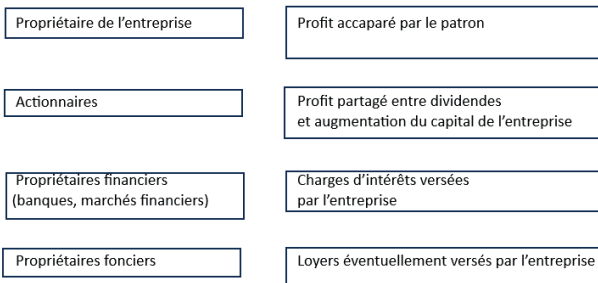 Propriétaire de l’entreprise
Profit accaparé par le patron
Actionnaires
Profit partagé entre dividendes
et augmentation du capital de l’entreprise
Propriétaires financiers
(banques, marchés financiers)
Charges d’intérêts versées
par l’entreprise
Propriétaires fonciers
Loyers éventuellement versés par l’entreprise